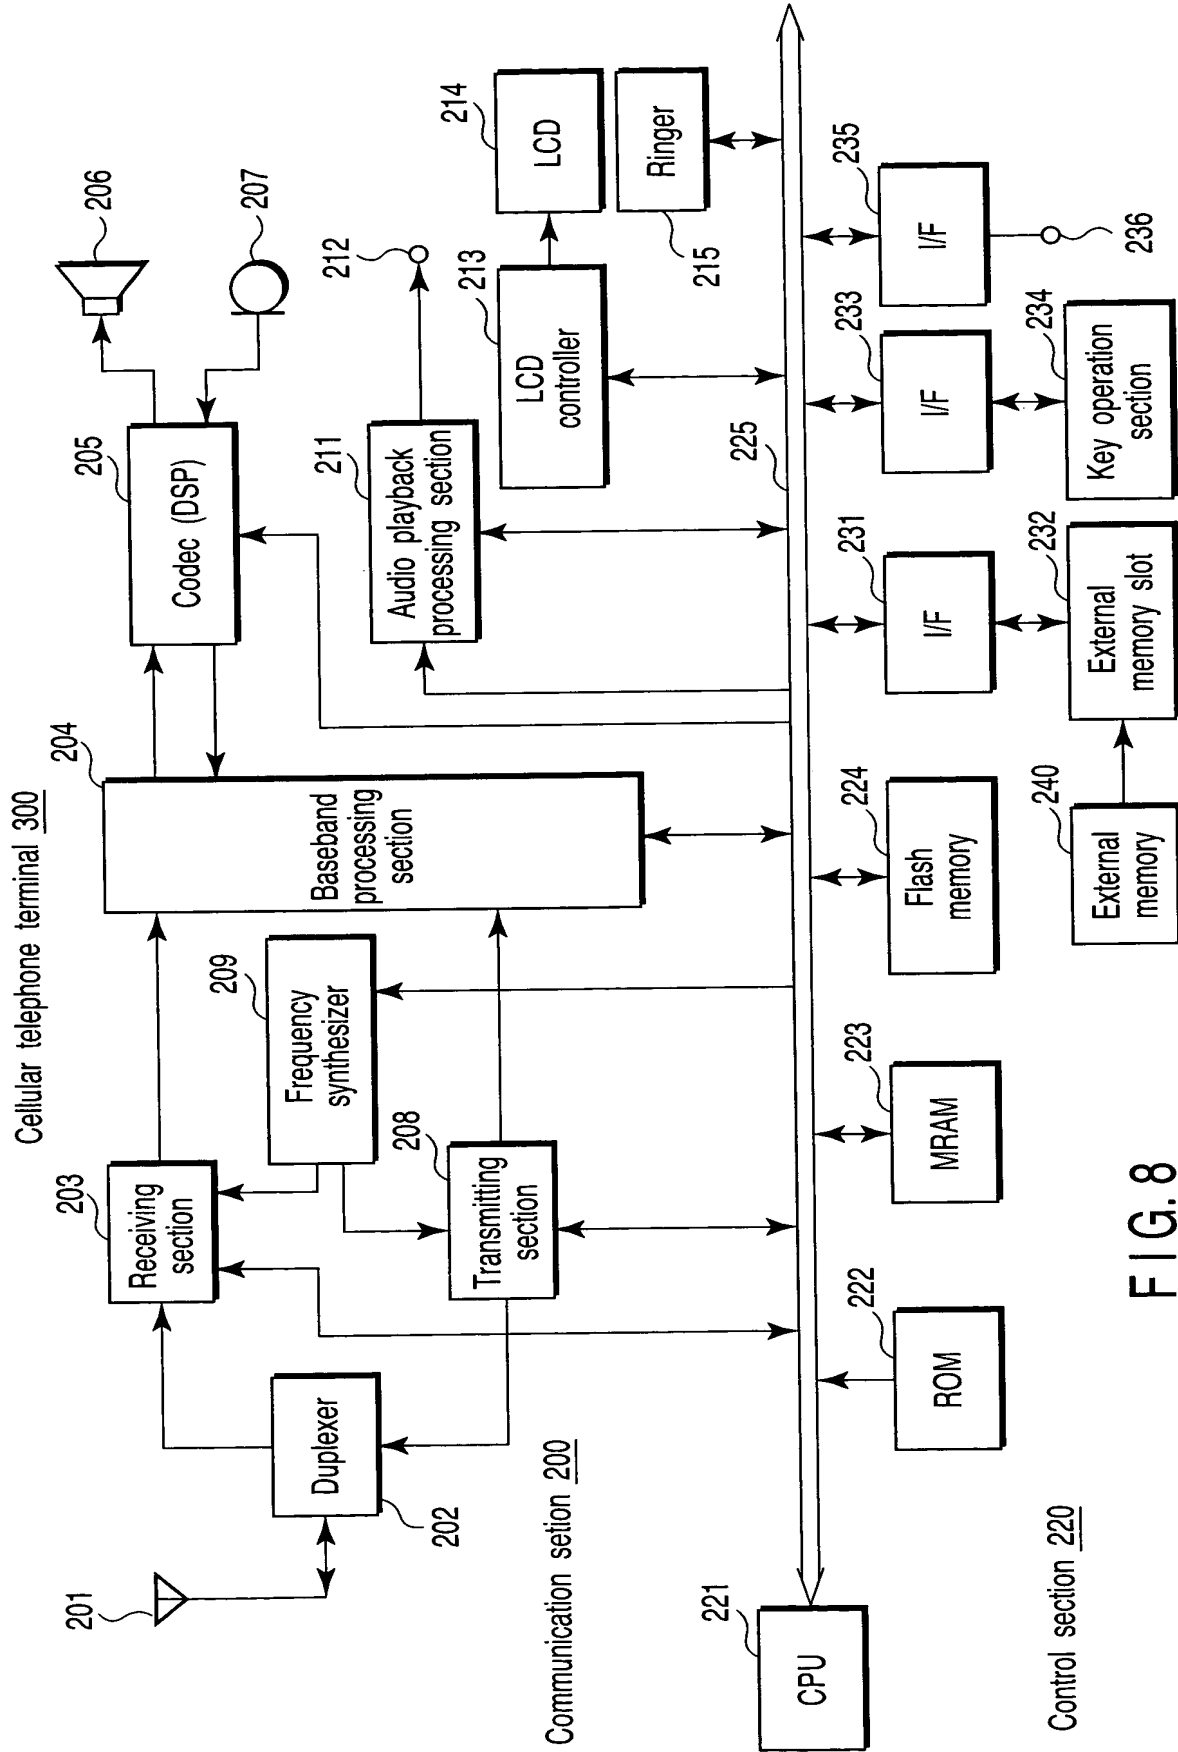 Cellular telephone terminal 300
201
Duplexer
202
203
Receiving
section
209
Frequency
synthesizer
208
Transmitting
section
204
Baseband
processing
section
205
Codec (DSP)
206
207
211
Audio playback
processing section
212
213
LCD
controller
214
LCD
Ringer
215
Communication setion 200
225
221
CPU
222
ROM
223
MRAM
224
Flash
memory
231
I/F
233
I/F
235
I/F
236
240
External
memory
232
External
memory slot
234
Key operation
section
Control section 220
FIG. 8